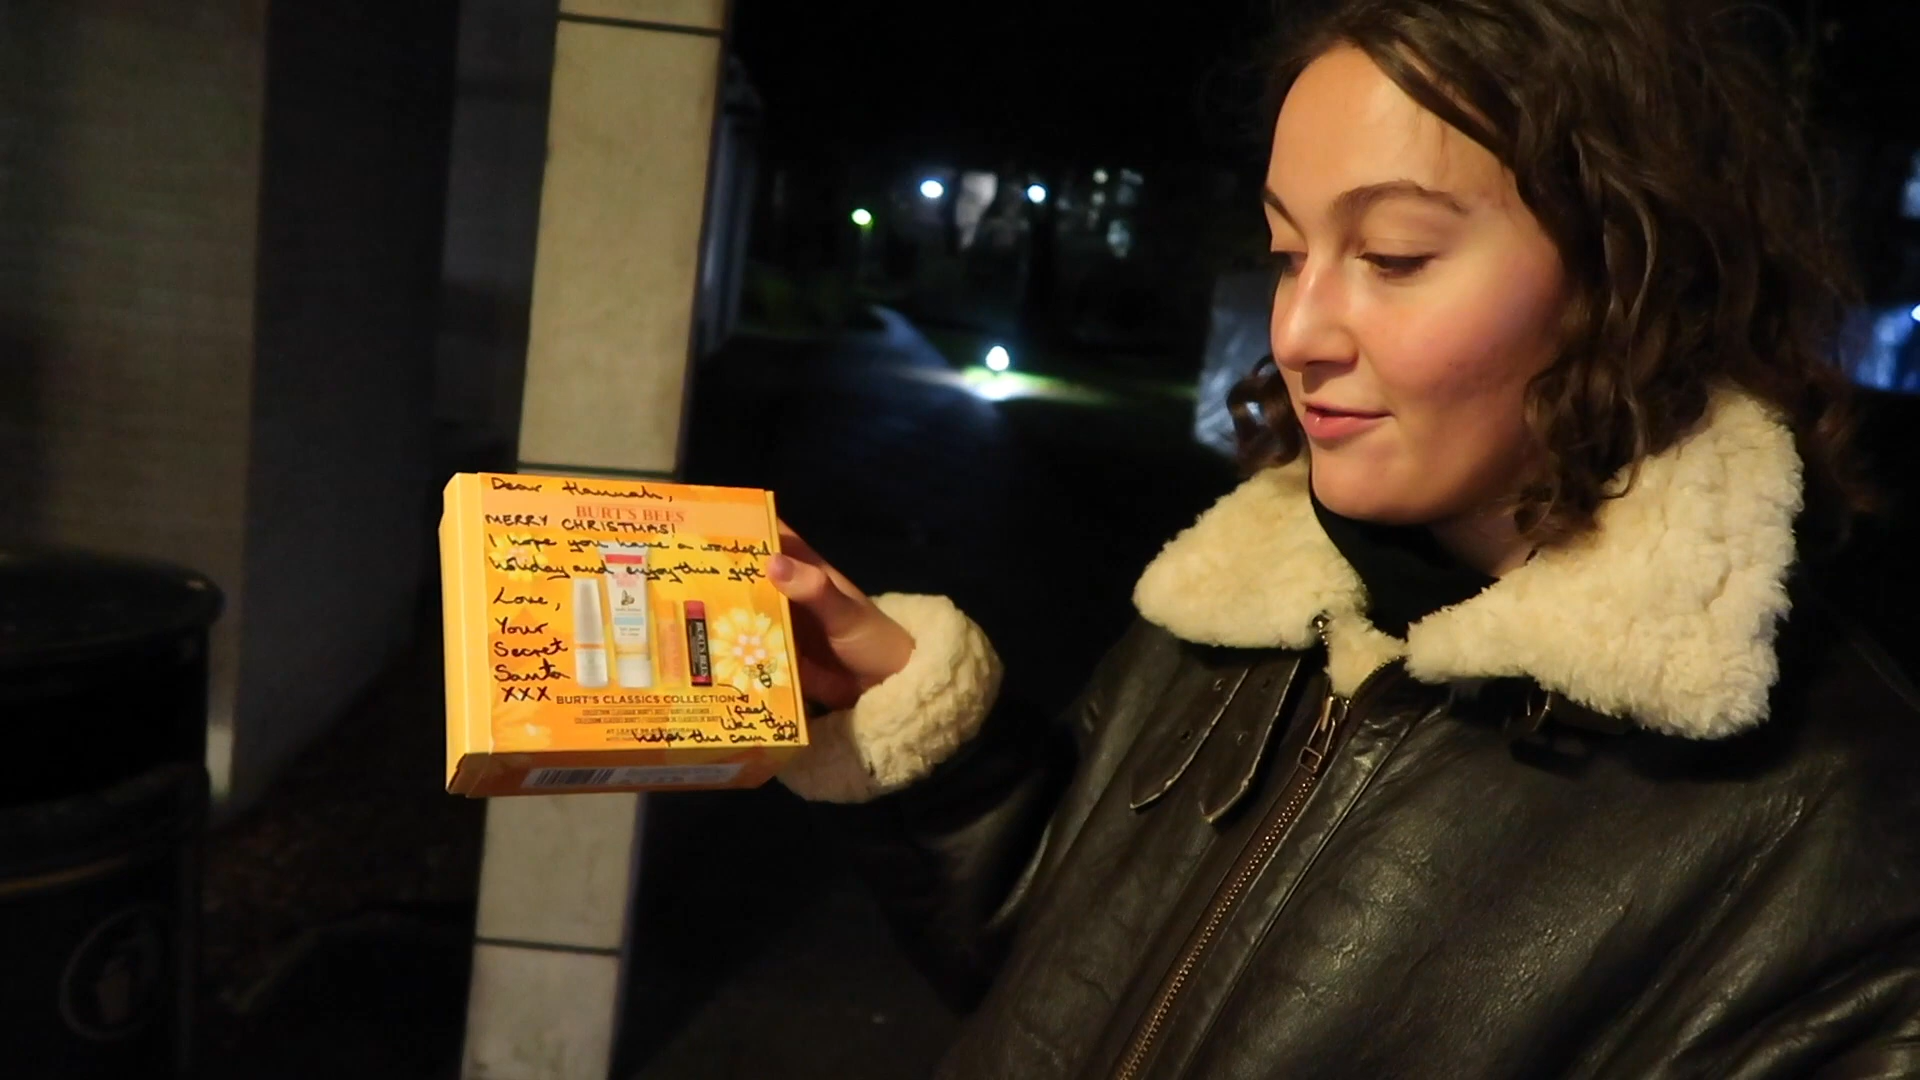 Dear Hannah,
BURT'S BEES
MERRY CHRISTMAS!
I hope you have a wonderful
holiday and enjoy this gift
Love,
Your
Secret
Santa
XXX
BURT'S CLASSICS COLLECTION
I feel
like this
helps the cam